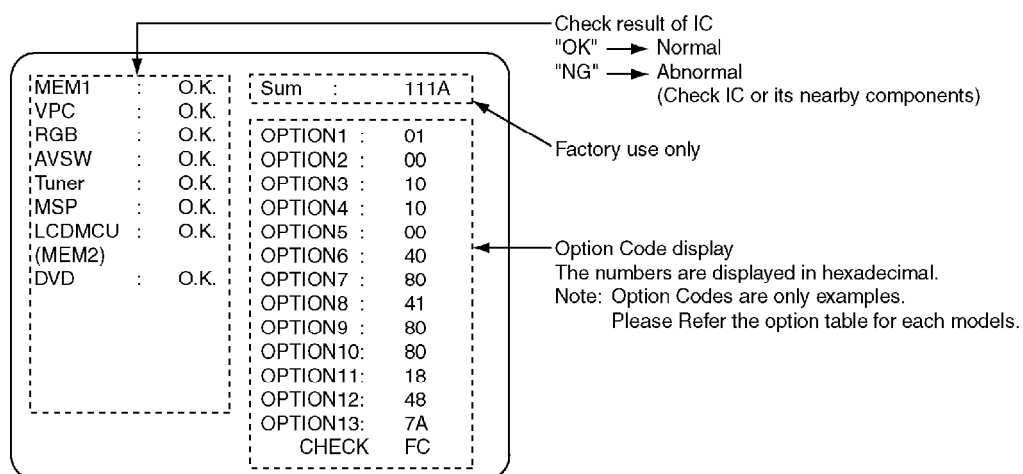 Check result of IC
"OK" → Normal
"NG" → Abnormal
(Check IC or its nearby components)
MEM1 : O.K.
VPC : O.K.
RGB : O.K.
AVSW : O.K.
Tuner : O.K.
MSP : O.K.
LCDMCU : O.K.
(MEM2)
DVD : O.K.
Sum : 111A
Factory use only
OPTION1 : 01
OPTION2 : 00
OPTION3 : 10
OPTION4 : 10
OPTION5 : 00
OPTION6 : 40
OPTION7 : 80
OPTION8 : 41
OPTION9 : 80
OPTION10: 80
OPTION11: 18
OPTION12: 48
OPTION13: 7A
CHECK FC
Option Code display
The numbers are displayed in hexadecimal.
Note: Option Codes are only examples.
Please Refer the option table for each models.